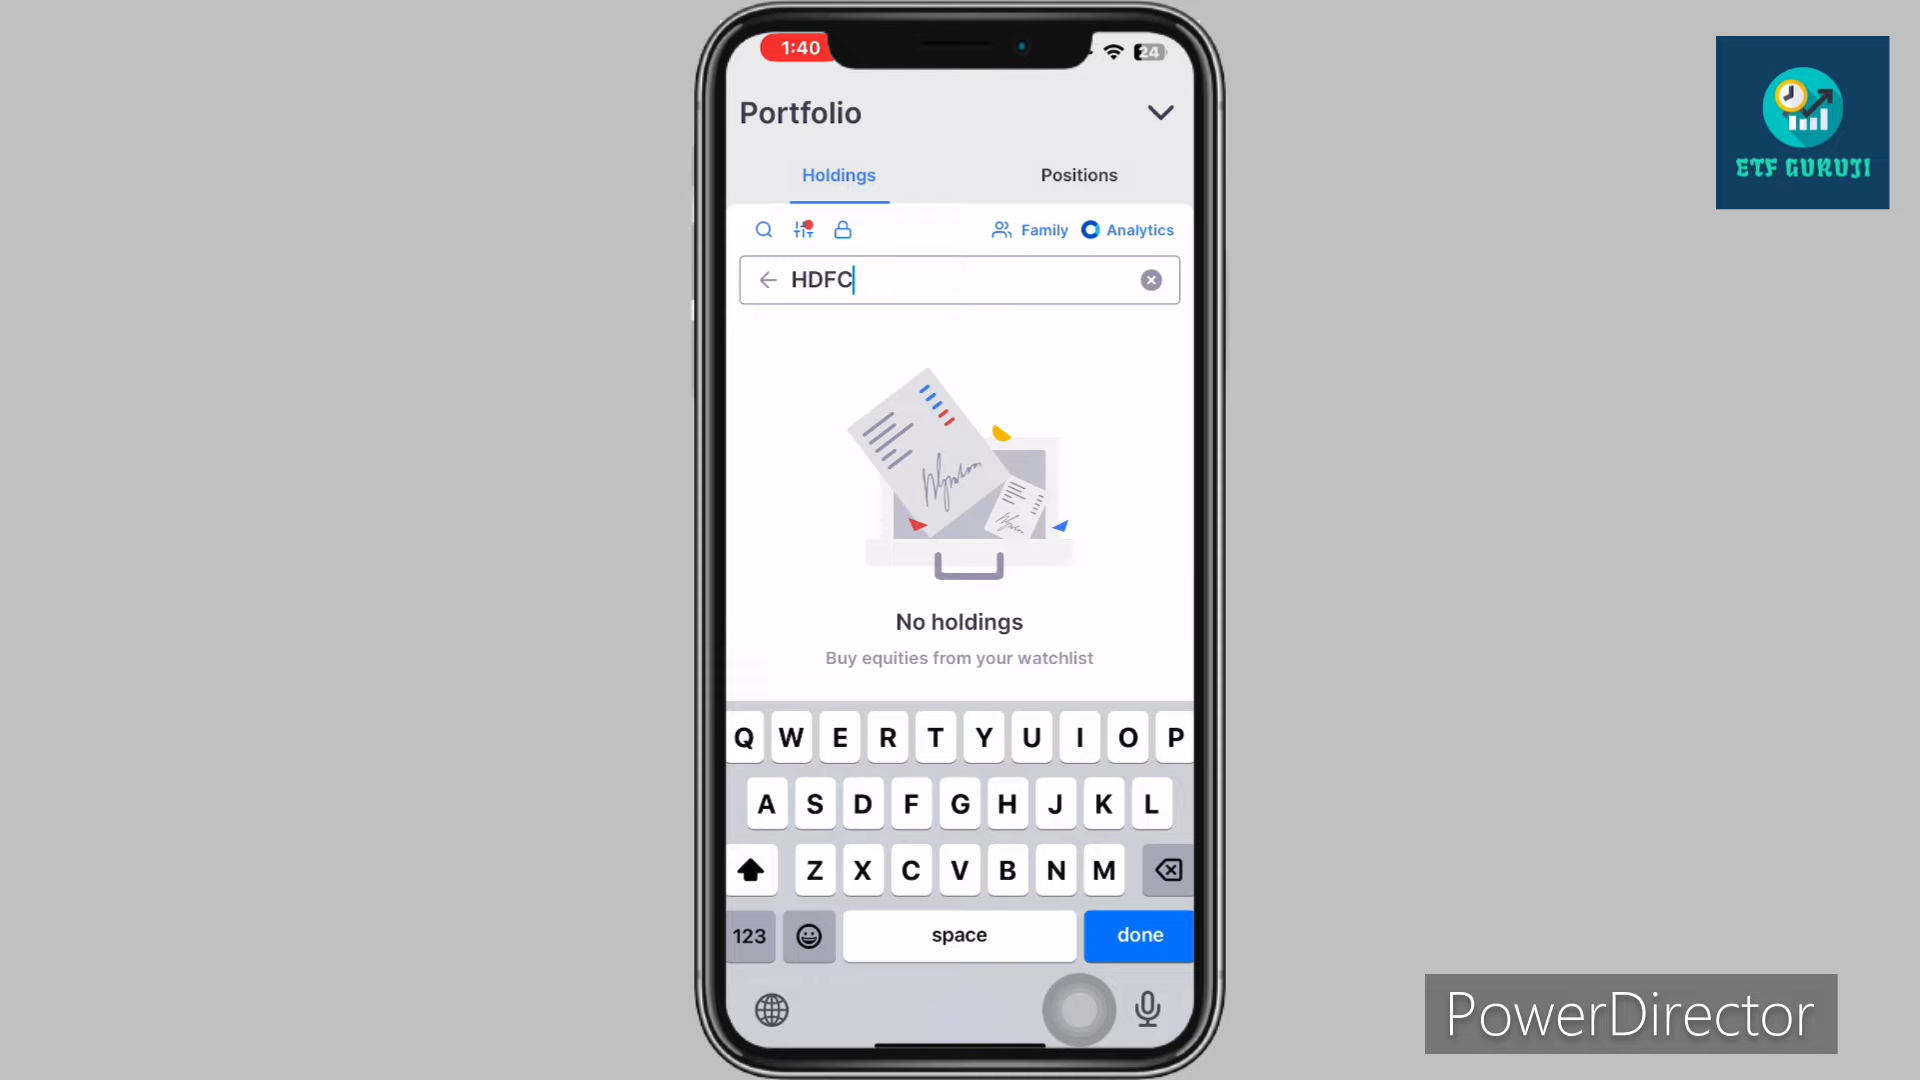 1:40
24
Portfolio
Holdings
Positions
Family
Analytics
HDFC
No holdings
Buy equities from your watchlist
Q W E R T Y U I O P
A S D F G H J K L
Z X C V B N M
123
space
done
ETF GURUJI
PowerDirector